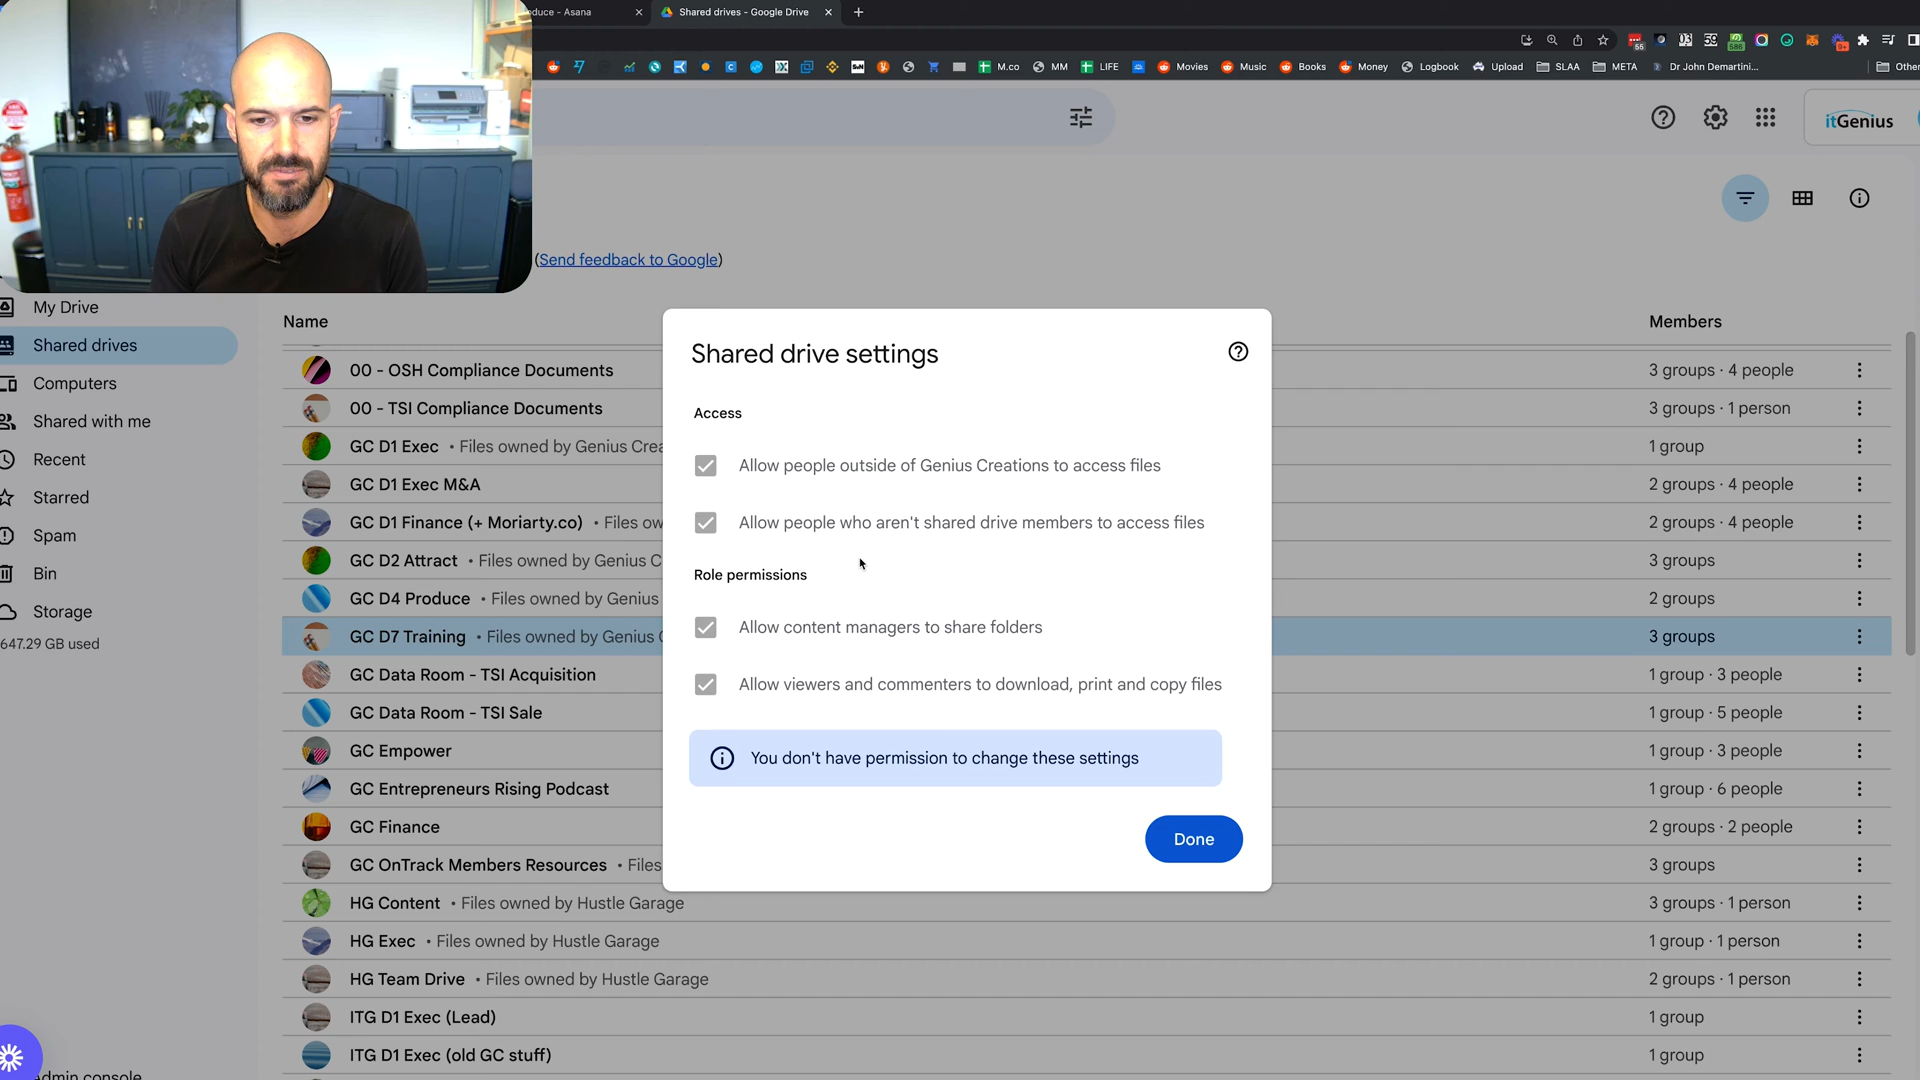 oduce - Asana
Shared drives - Google Drive
M.co
MM
LIFE
Movies
Music
Books
Money
Logbook
Upload
SLAA
META
Dr John Demartini...
Other
itGenius
(Send feedback to Google)
My Drive
Shared drives
Computers
Shared with me
Recent
Starred
Spam
Bin
Storage
647.29 GB used
admin console
Name
Members
00 - OSH Compliance Documents
3 groups · 4 people
00 - TSI Compliance Documents
3 groups · 1 person
GC D1 Exec • Files owned by Genius Crea
1 group
GC D1 Exec M&A
2 groups · 4 people
GC D1 Finance (+ Moriarty.co) • Files ow
2 groups · 4 people
GC D2 Attract • Files owned by Genius C
3 groups
GC D4 Produce • Files owned by Genius
2 groups
GC D7 Training • Files owned by Genius C
3 groups
GC Data Room - TSI Acquisition
1 group · 3 people
GC Data Room - TSI Sale
1 group · 5 people
GC Empower
1 group · 3 people
GC Entrepreneurs Rising Podcast
1 group · 6 people
GC Finance
2 groups · 2 people
GC OnTrack Members Resources • Files
3 groups
HG Content • Files owned by Hustle Garage
3 groups · 1 person
HG Exec • Files owned by Hustle Garage
1 group · 1 person
HG Team Drive • Files owned by Hustle Garage
2 groups · 1 person
ITG D1 Exec (Lead)
1 group
ITG D1 Exec (old GC stuff)
1 group
Shared drive settings
Access
Allow people outside of Genius Creations to access files
Allow people who aren't shared drive members to access files
Role permissions
Allow content managers to share folders
Allow viewers and commenters to download, print and copy files
You don't have permission to change these settings
Done